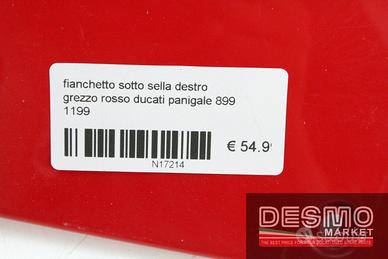 fianchetto sotto sella destro
grezzo rosso ducati panigale 899
1199
€ 54.9
N17214
DESMO
MARKET